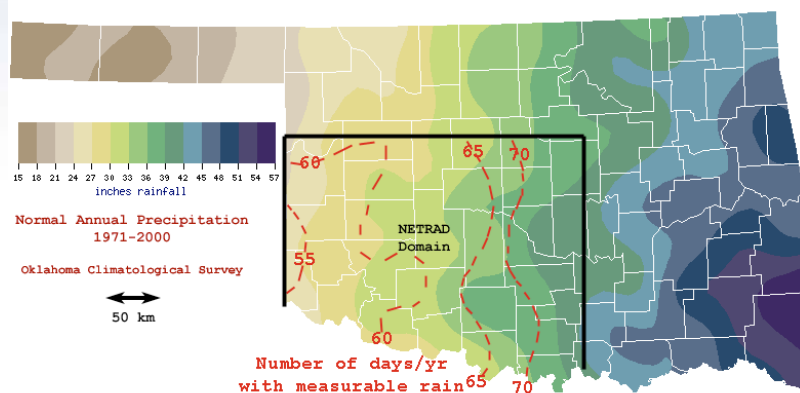 65
70
60
NETRAD
Domain
55
15 18 21 24 27 30 33 36 39 42 45 48 51 54 57
inches rainfall
Normal Annual Precipitation
1971-2000
Oklahoma Climatological Survey
50 km
60
Number of days/yr
with measurable rain
65
70